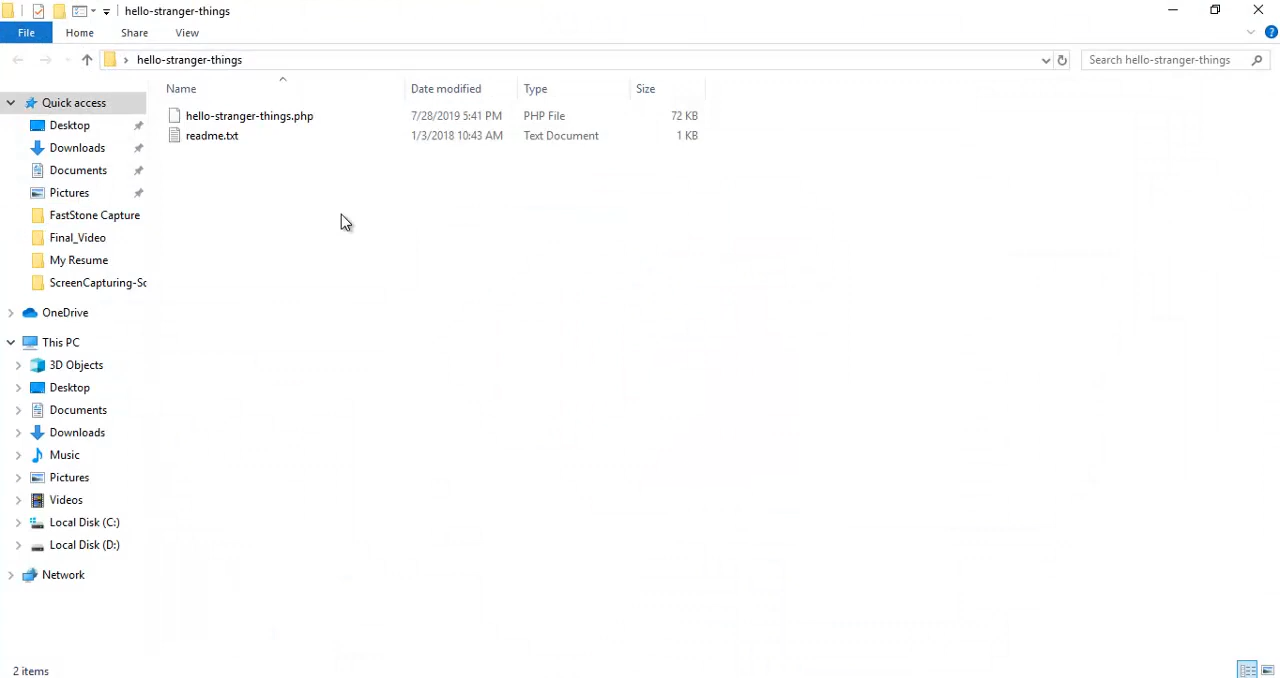 hello-stranger-things
File Home Share View
hello-stranger-things
Search hello-stranger-things
Name Date modified Type Size
hello-stranger-things.php 7/28/2019 5:41 PM PHP File 72 KB
readme.txt 1/3/2018 10:43 AM Text Document 1 KB
Quick access
Desktop
Downloads
Documents
Pictures
FastStone Capture
Final_Video
My Resume
ScreenCapturing-Sc
OneDrive
This PC
3D Objects
Desktop
Documents
Downloads
Music
Pictures
Videos
Local Disk (C:)
Local Disk (D:)
Network
2 items